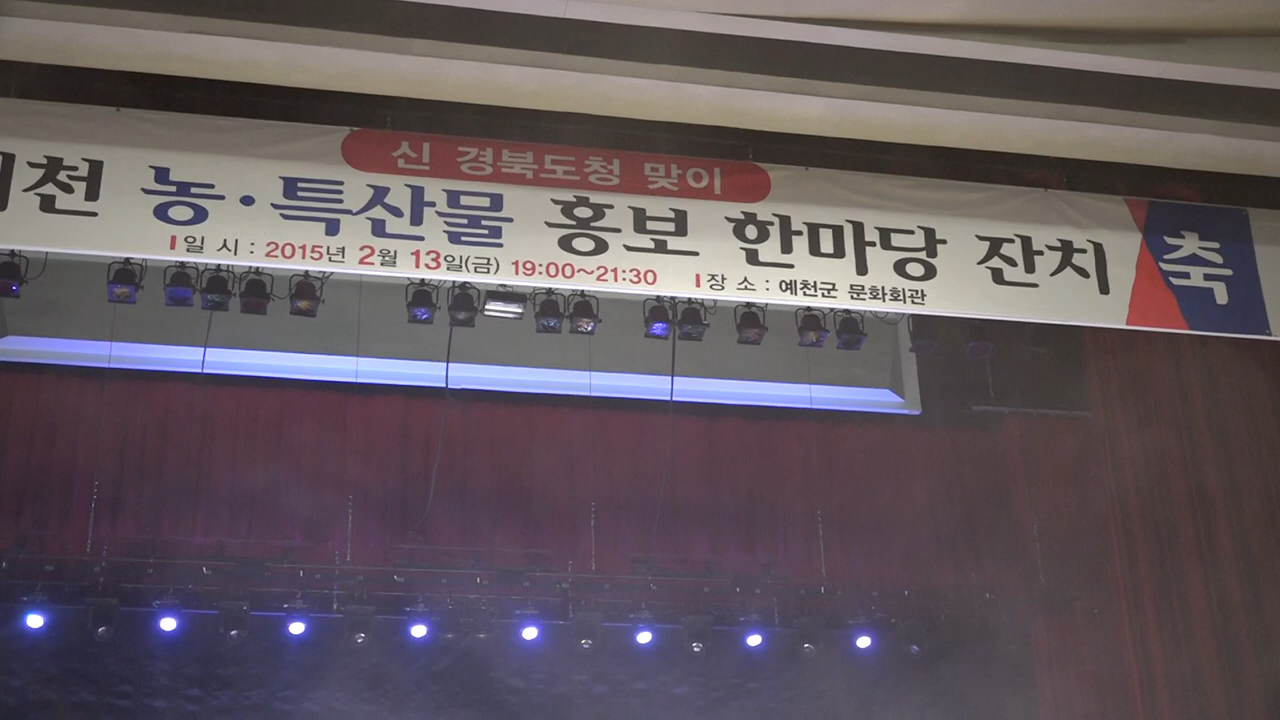 신 경북도청 맞이
예천 농·특산물 홍보 한마당 잔치 축
일 시 : 2015년 2월 13일(금) 19:00~21:30 장 소 : 예천군 문화회관